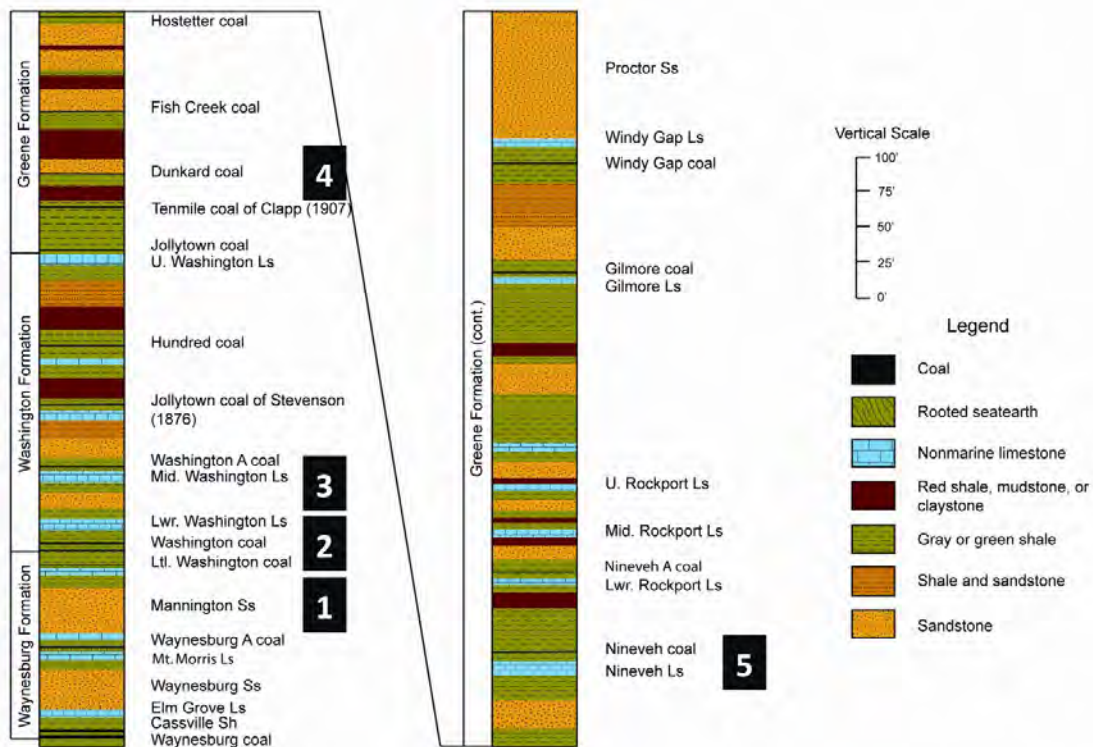 Hostetter coal
Fish Creek coal
Dunkard coal
4
Tenmile coal of Clapp (1907)
Jollytown coal
U. Washington Ls
Hundred coal
Jollytown coal of Stevenson
(1876)
Washington A coal
Mid. Washington Ls
3
Lwr. Washington Ls
Washington coal
2
Ltl. Washington coal
Mannington Ss
1
Waynesburg A coal
Mt. Morris Ls
Waynesburg Ss
Elm Grove Ls
Cassville Sh
Waynesburg coal
Greene Formation
Washington Formation
Waynesburg Formation
Greene Formation (cont.)
Proctor Ss
Windy Gap Ls
Windy Gap coal
Gilmore coal
Gilmore Ls
U. Rockport Ls
Mid. Rockport Ls
Nineveh A coal
Lwr. Rockport Ls
Nineveh coal
Nineveh Ls
5
Vertical Scale
100'
75'
50'
25'
0'
Legend
Coal
Rooted seatearth
Nonmarine limestone
Red shale, mudstone, or
claystone
Gray or green shale
Shale and sandstone
Sandstone